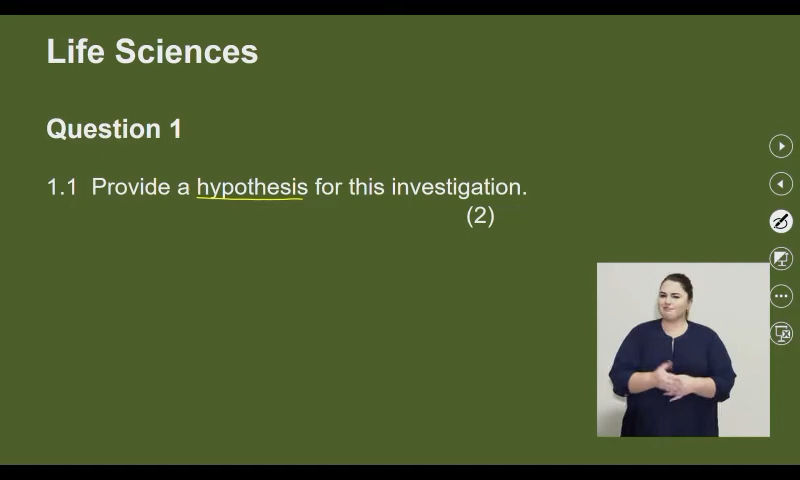 Life Sciences
Question 1
1.1 Provide a hypothesis for this investigation.
(2)